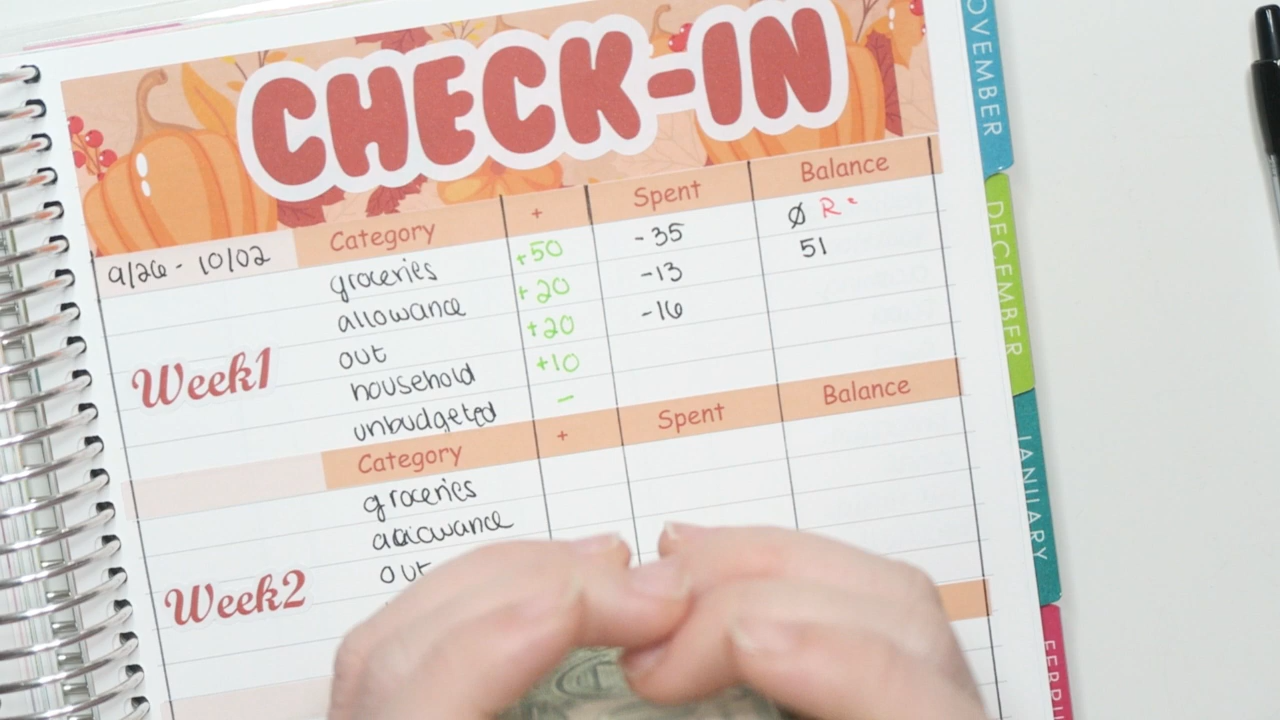 CHECK-IN
9/26 - 10/02 Category + Spent Balance
groceries +50 -35 Ø R:
allowance +20 -13 51
Week1 out +20 -16
household +10
unbudgeted -
Category + Spent Balance
groceries
allowance
Week2 out
NOVEMBER
DECEMBER
JANUARY